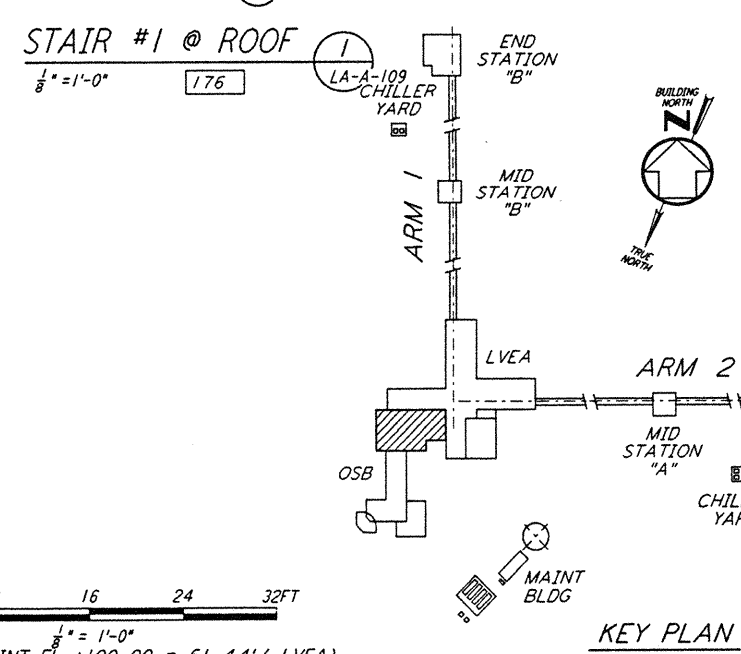 STAIR #1 @ ROOF
1/8" =1'-0"
176
1
LA-A-109
CHILLER
YARD
END
STATION
"B"
MID
STATION
"B"
ARM 1
BUILDING
NORTH
N
TRUE
NORTH
LVEA
ARM 2
MID
STATION
"A"
OSB
MAINT
BLDG
16 24 32FT
1/8" = 1'-0"
KEY PLAN